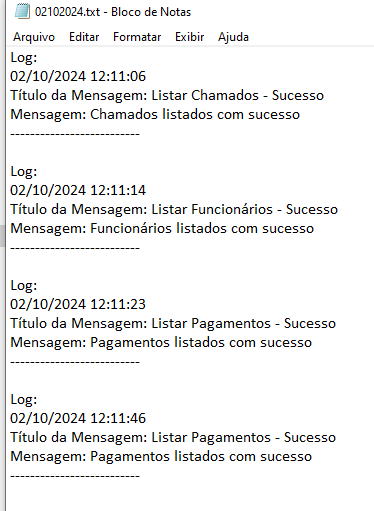 02102024.txt - Bloco de Notas
Arquivo Editar Formatar Exibir Ajuda
Log:
02/10/2024 12:11:06
Título da Mensagem: Listar Chamados - Sucesso
Mensagem: Chamados listados com sucesso
--------------------------
Log:
02/10/2024 12:11:14
Título da Mensagem: Listar Funcionários - Sucesso
Mensagem: Funcionários listados com sucesso
--------------------------
Log:
02/10/2024 12:11:23
Título da Mensagem: Listar Pagamentos - Sucesso
Mensagem: Pagamentos listados com sucesso
--------------------------
Log:
02/10/2024 12:11:46
Título da Mensagem: Listar Pagamentos - Sucesso
Mensagem: Pagamentos listados com sucesso
--------------------------